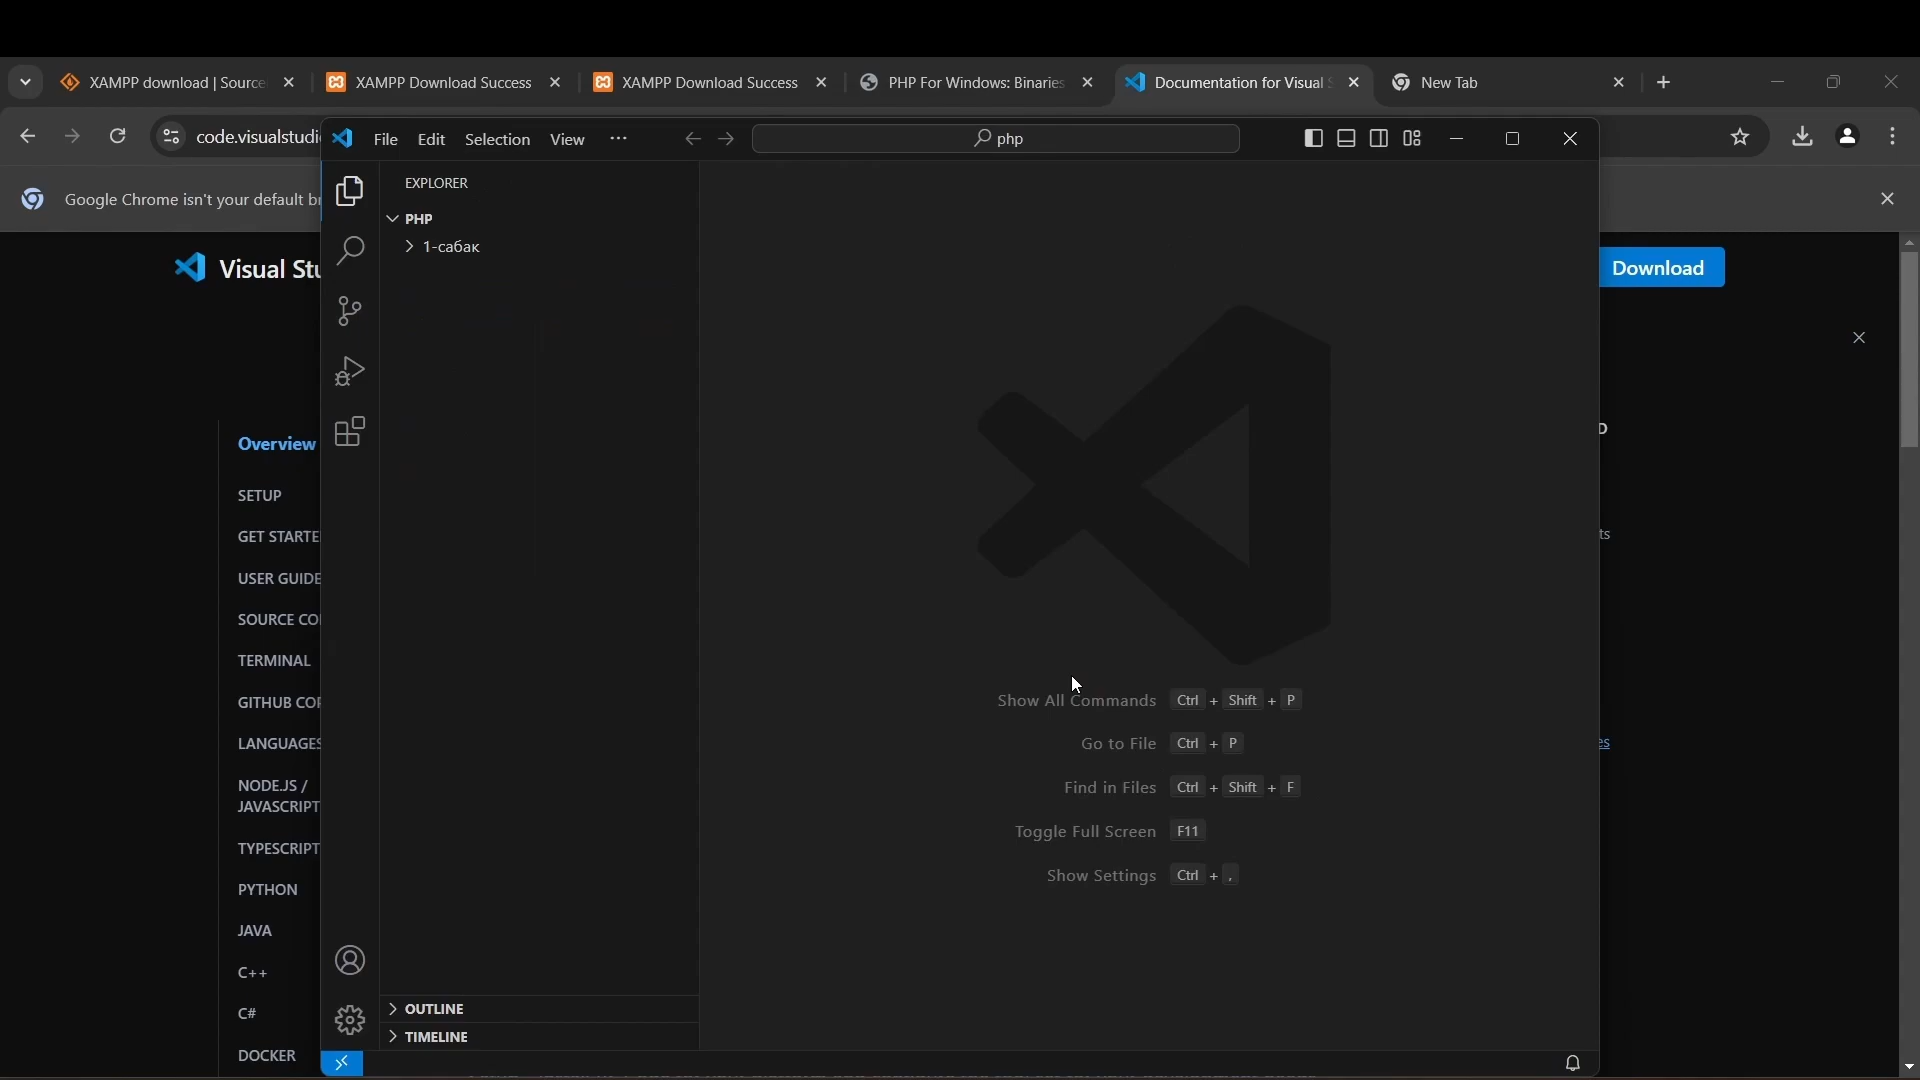 XAMPP download | Source
XAMPP Download Success
XAMPP Download Success
PHP For Windows: Binaries
Documentation for Visual S
New Tab
code.visualstudi
File Edit Selection View
php
Google Chrome isn't your default b
EXPLORER
PHP
1-сабак
Visual Stu
Download
Overview
SETUP
GET STARTE
USER GUIDE
SOURCE CO
TERMINAL
GITHUB COP
LANGUAGES
NODE.JS /
JAVASCRIPT
TYPESCRIPT
PYTHON
JAVA
C++
C#
DOCKER
D
ts
es
Show All Commands Ctrl + Shift + P
Go to File Ctrl + P
Find in Files Ctrl + Shift + F
Toggle Full Screen F11
Show Settings Ctrl + ,
OUTLINE
TIMELINE